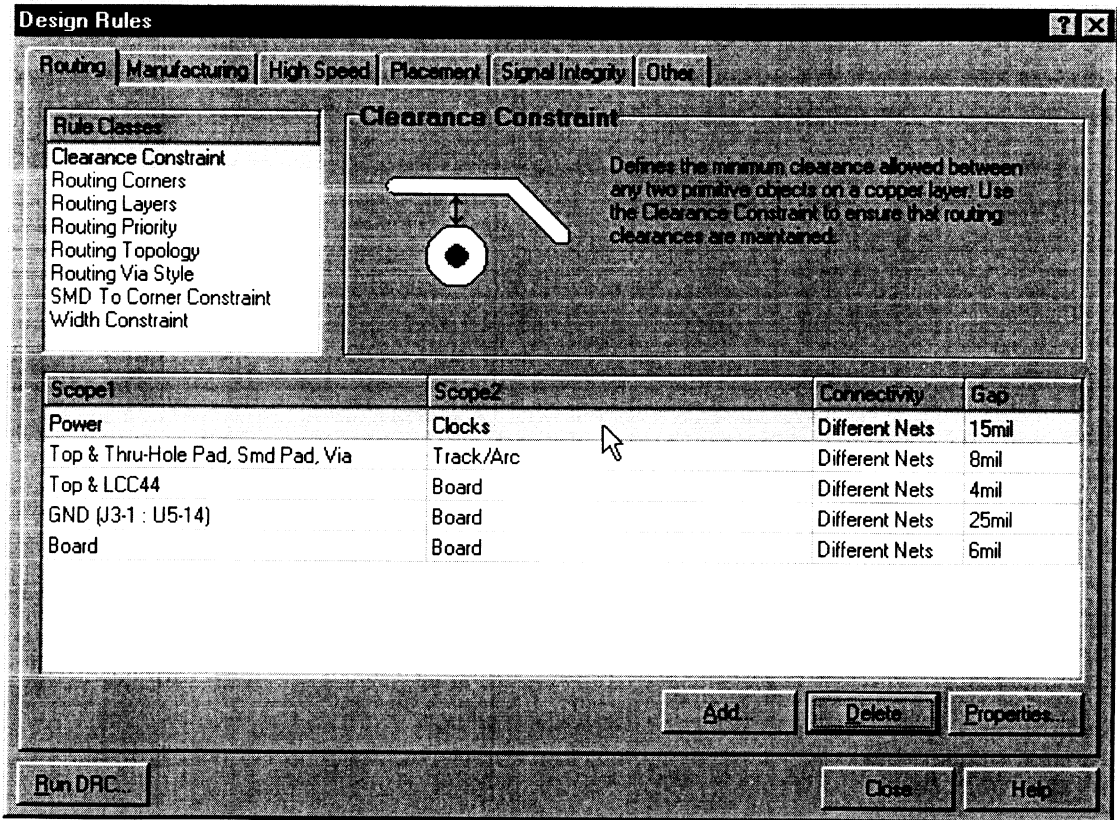 Design Rules
? X
Routing Manufacturing High Speed Placement Signal Integrity Other
Rule Classes
Clearance Constraint
Routing Corners
Routing Layers
Routing Priority
Routing Topology
Routing Via Style
SMD To Corner Constraint
Width Constraint
Clearance Constraint
Defines the minimum clearance allowed between
any two primitive objects on a copper layer. Use
the Clearance Constraint to ensure that routing
clearances are maintained.
Scope1 Scope2 Connectivity Gap
Power Clocks Different Nets 15mil
Top & Thru-Hole Pad, Smd Pad, Via Track/Arc Different Nets 8mil
Top & LCC44 Board Different Nets 4mil
GND (J3-1 : U5-14) Board Different Nets 25mil
Board Board Different Nets 6mil
Add... Delete Properties...
Run DRC... Close Help